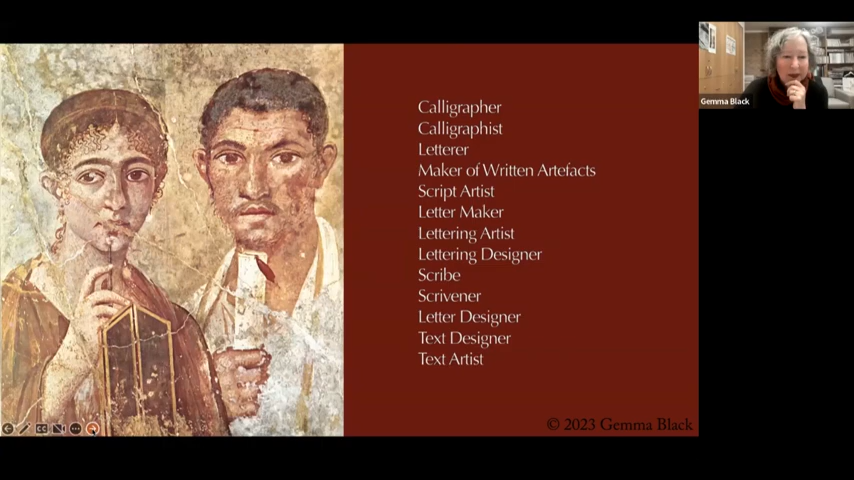 Calligrapher
Calligraphist
Letterer
Maker of Written Artefacts
Script Artist
Letter Maker
Lettering Artist
Lettering Designer
Scribe
Scrivener
Letter Designer
Text Designer
Text Artist
© 2023 Gemma Black
Gemma Black